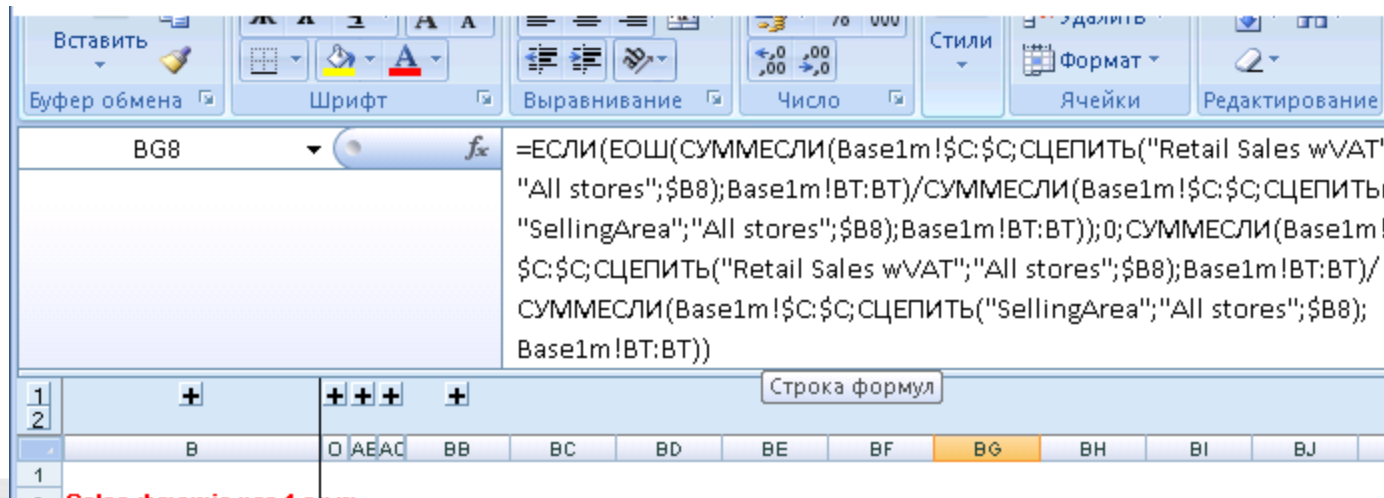 Вставить
Стили
Формат
Буфер обмена
Шрифт
Выравнивание
Число
Ячейки
Редактирование
BG8
fx
=ЕСЛИ(ЕОШ(СУММЕСЛИ(Base1m!$C:$C;СЦЕПИТЬ("Retail Sales wVAT"
"All stores";$B8);Base1m!BT:BT)/СУММЕСЛИ(Base1m!$C:$C;СЦЕПИТЬ(
"SellingArea";"All stores";$B8);Base1m!BT:BT));0;СУММЕСЛИ(Base1m!
$C:$C;СЦЕПИТЬ("Retail Sales wVAT";"All stores";$B8);Base1m!BT:BT)/
СУММЕСЛИ(Base1m!$C:$C;СЦЕПИТЬ("SellingArea";"All stores";$B8);
Base1m!BT:BT))
Строка формул
1
2
B O AE AC BB BC BD BE BF BG BH BI BJ
1